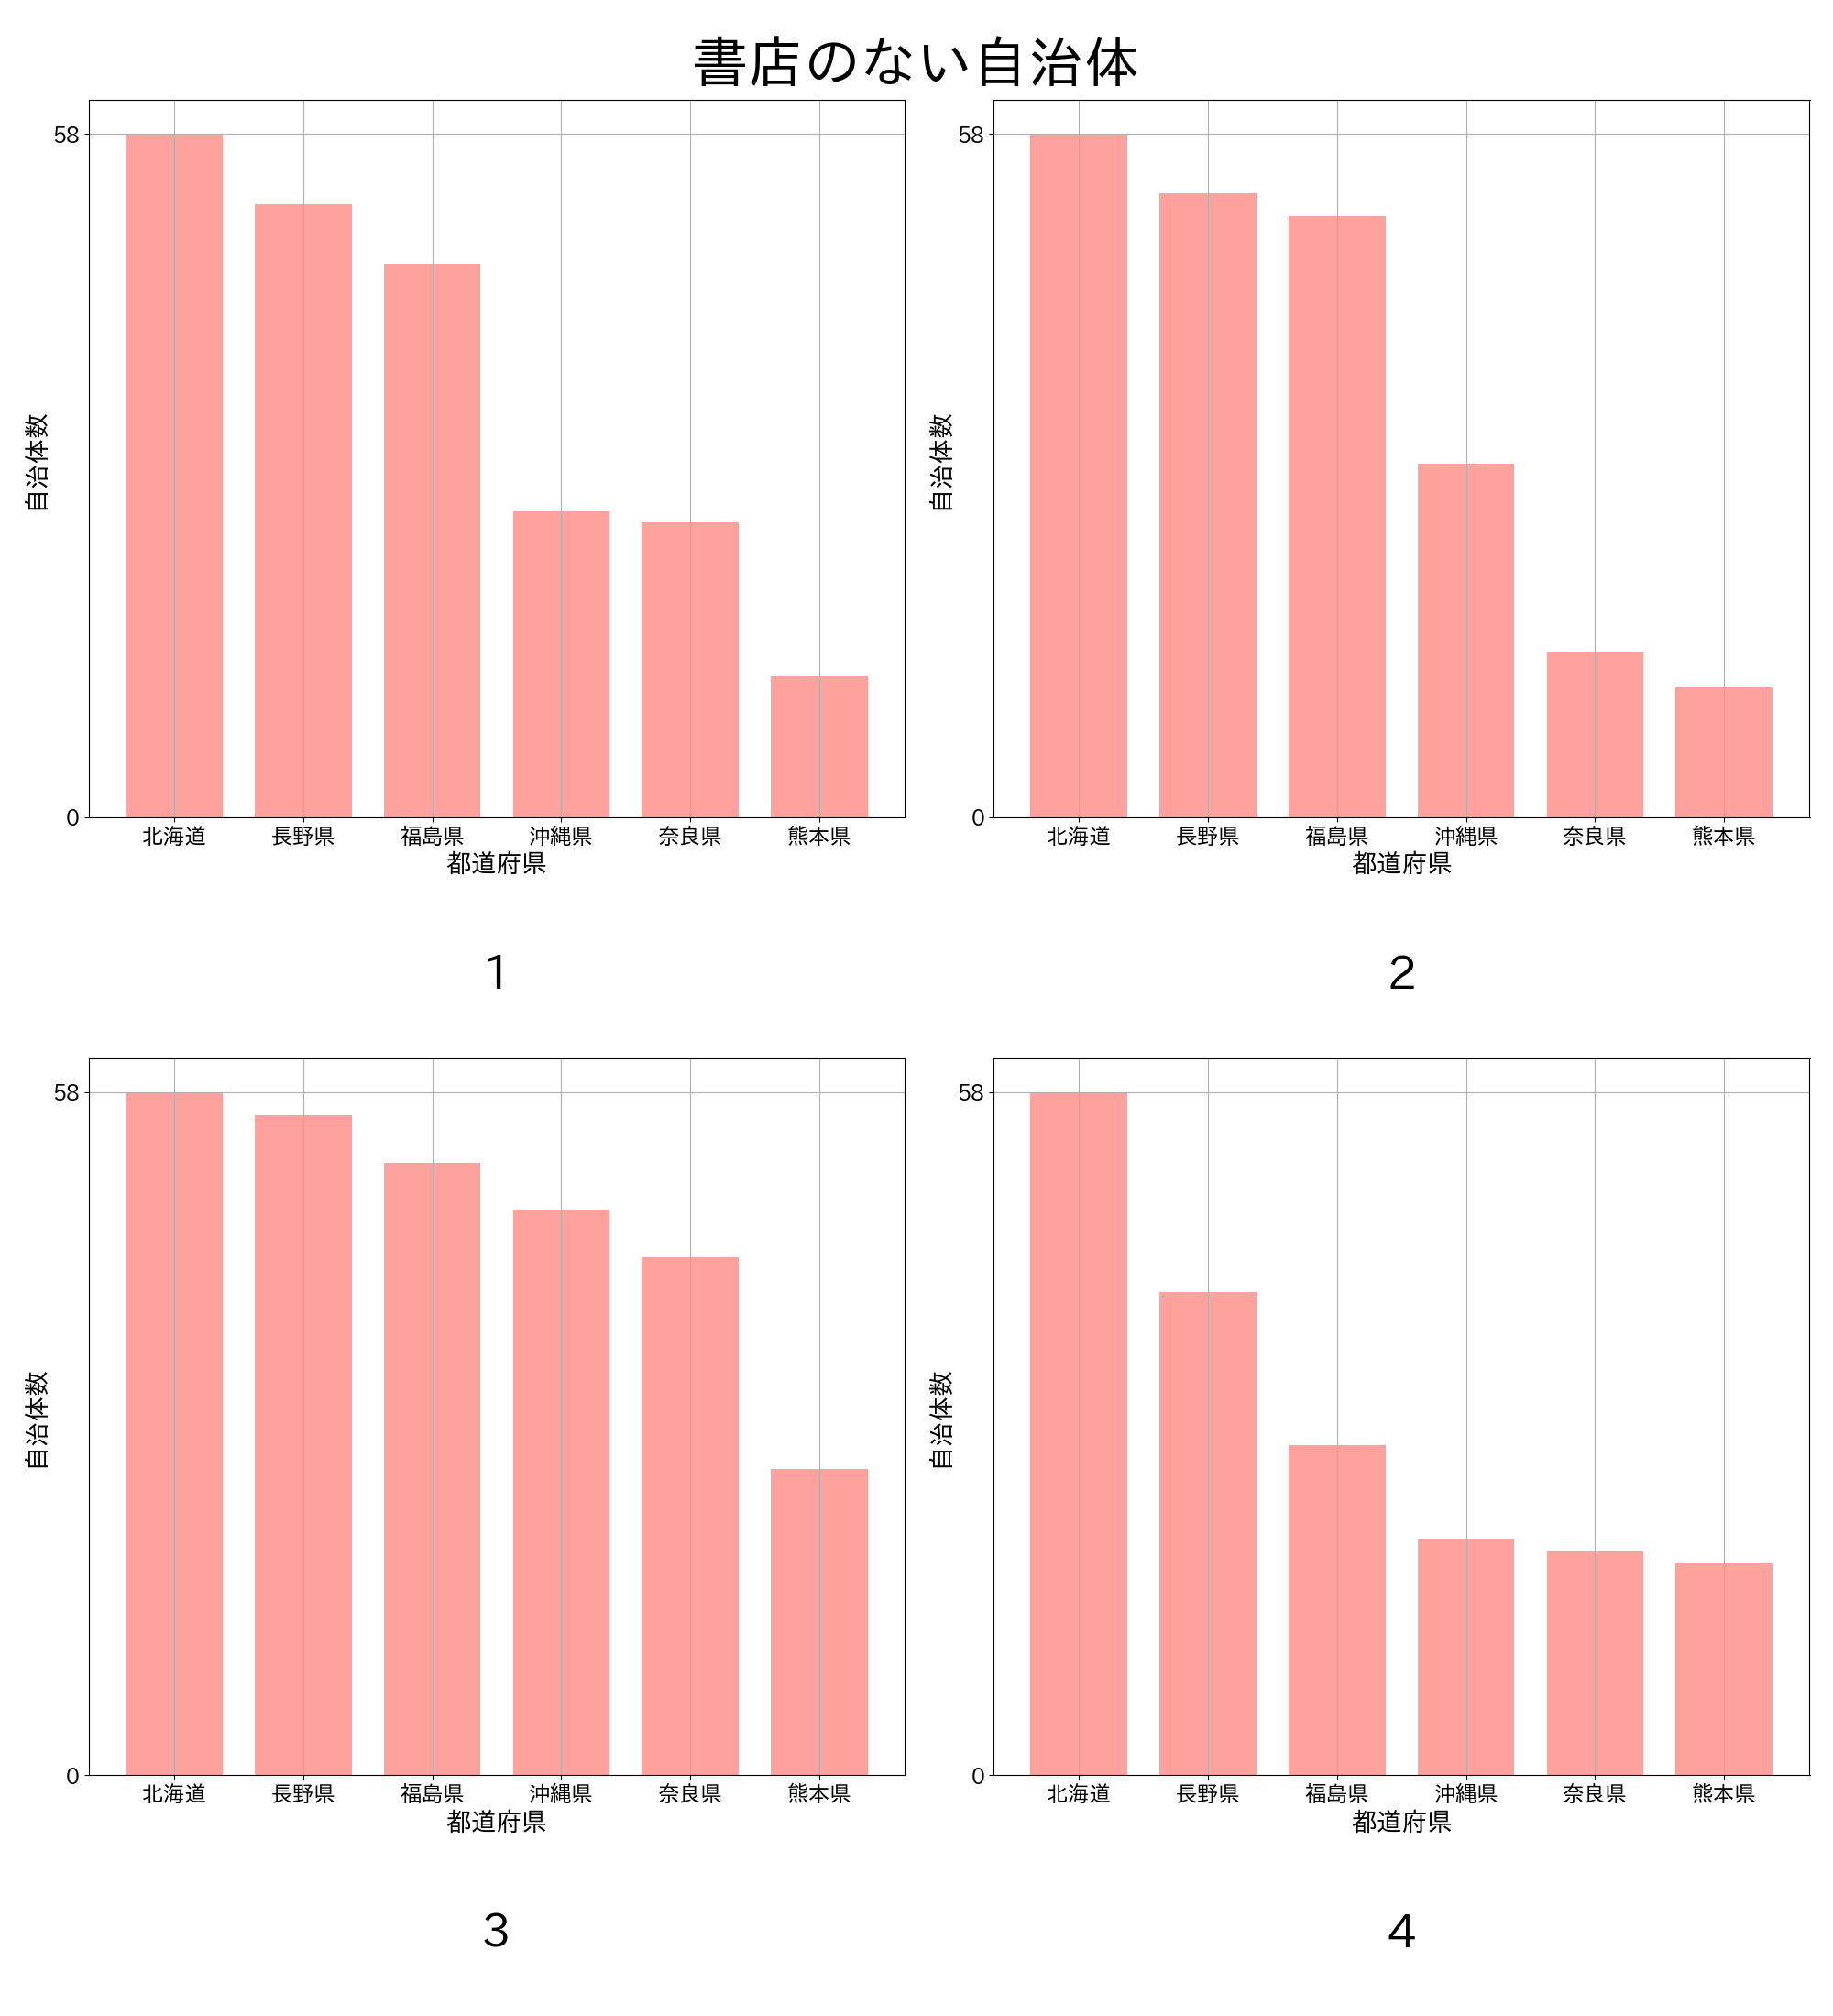 書店のない自治体
58
0
自治体数
北海道 長野県 福島県 沖縄県 奈良県 熊本県
都道府県
1
58
0
自治体数
北海道 長野県 福島県 沖縄県 奈良県 熊本県
都道府県
2
58
0
自治体数
北海道 長野県 福島県 沖縄県 奈良県 熊本県
都道府県
3
58
0
自治体数
北海道 長野県 福島県 沖縄県 奈良県 熊本県
都道府県
4